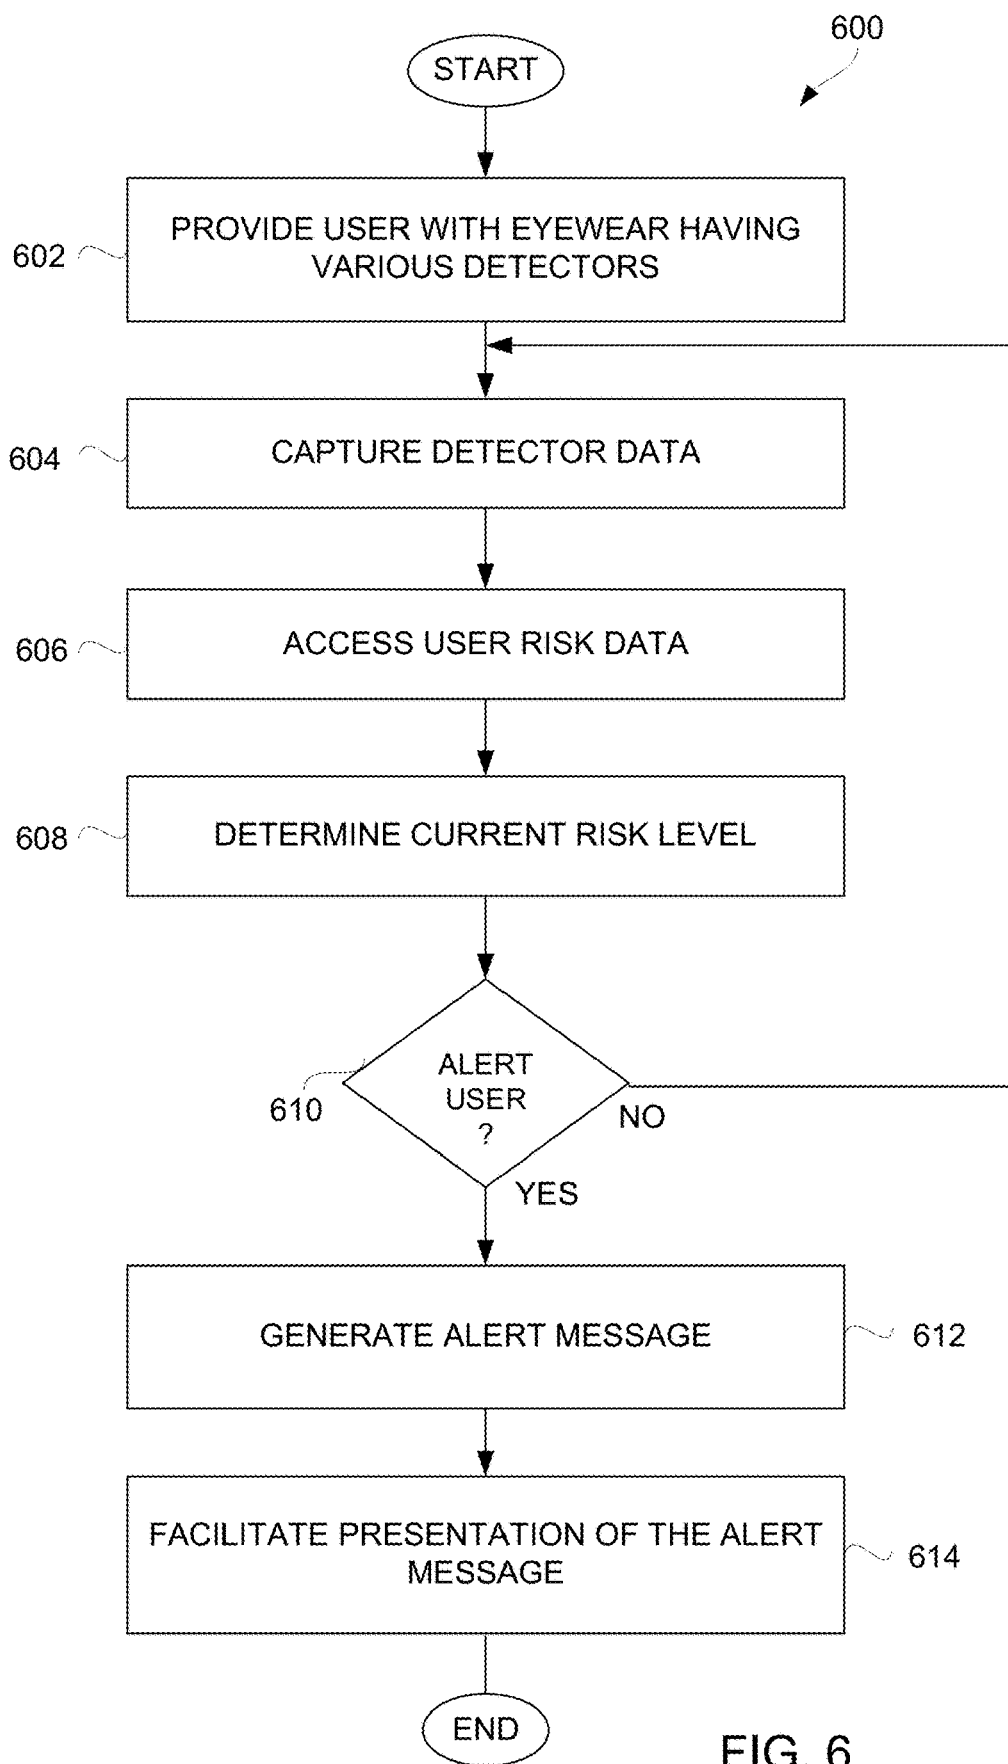 600
START
602
PROVIDE USER WITH EYEWEAR HAVING
VARIOUS DETECTORS
604
CAPTURE DETECTOR DATA
606
ACCESS USER RISK DATA
608
DETERMINE CURRENT RISK LEVEL
610
ALERT
USER
?
NO
YES
GENERATE ALERT MESSAGE
612
FACILITATE PRESENTATION OF THE ALERT
MESSAGE
614
END
FIG. 6